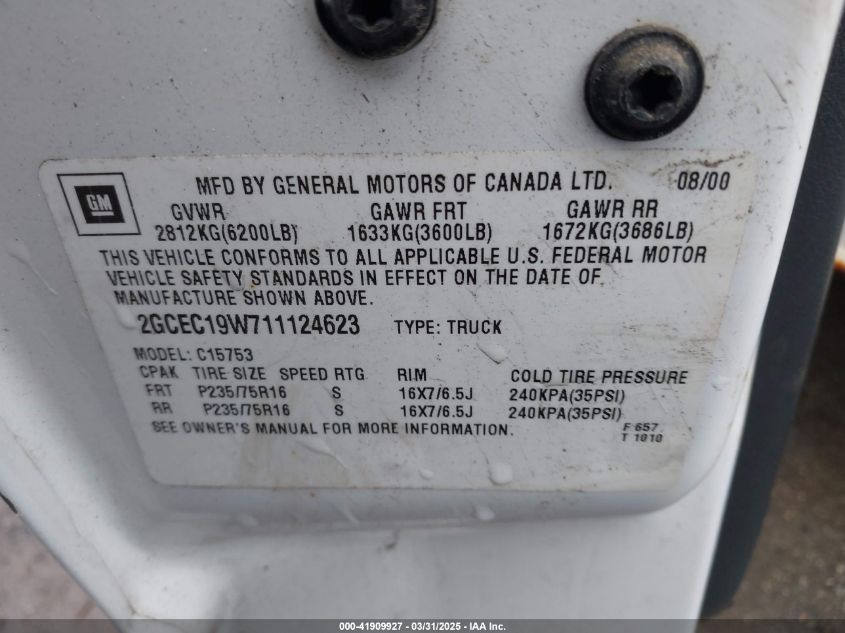 GM
MFD BY GENERAL MOTORS OF CANADA LTD. 08/00
GVWR GAWR FRT GAWR RR
2812KG(6200LB) 1633KG(3600LB) 1672KG(3686LB)
THIS VEHICLE CONFORMS TO ALL APPLICABLE U.S. FEDERAL MOTOR
VEHICLE SAFETY STANDARDS IN EFFECT ON THE DATE OF
MANUFACTURE SHOWN ABOVE.
2GCEC19W711124623 TYPE: TRUCK
MODEL: C15753
CPAK TIRE SIZE SPEED RTG RIM COLD TIRE PRESSURE
FRT P235/75R16 S 16X7/6.5J 240KPA(35PSI)
RR P235/75R16 S 16X7/6.5J 240KPA(35PSI)
SEE OWNER'S MANUAL FOR MORE INFORMATION. F 657
T 1010
000-41909927 - 03/31/2025 - IAA Inc.